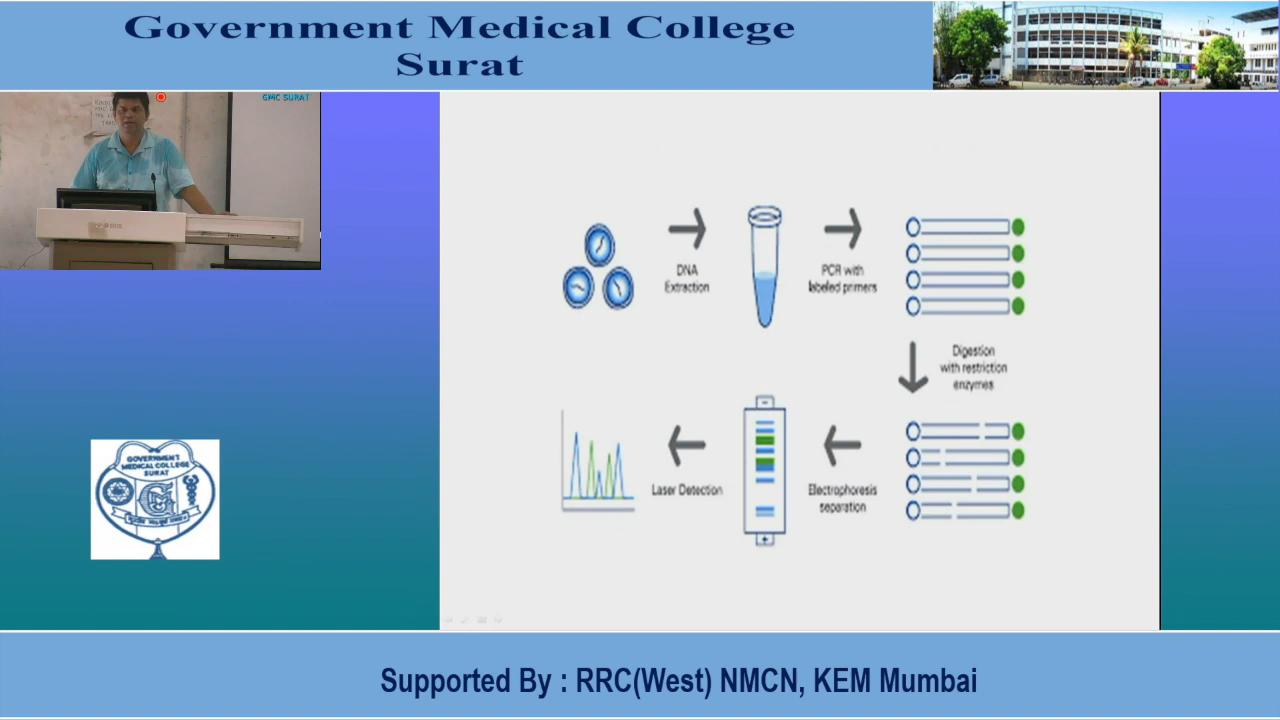 Government Medical College
Surat
GMC SURAT
DNA
Extraction
PCR with
labeled primers
Digestion
with restriction
enzymes
Laser Detection
Electrophoresis
separation
GOVERNMENT
MEDICAL COLLEGE
SURAT
Supported By : RRC(West) NMCN, KEM Mumbai